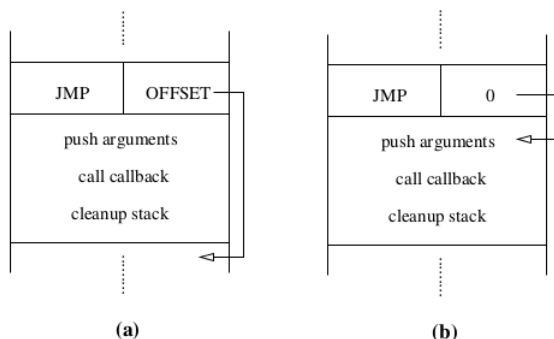 JMP OFFSET
push arguments
call callback
cleanup stack
(a)
JMP 0
push arguments
call callback
cleanup stack
(b)